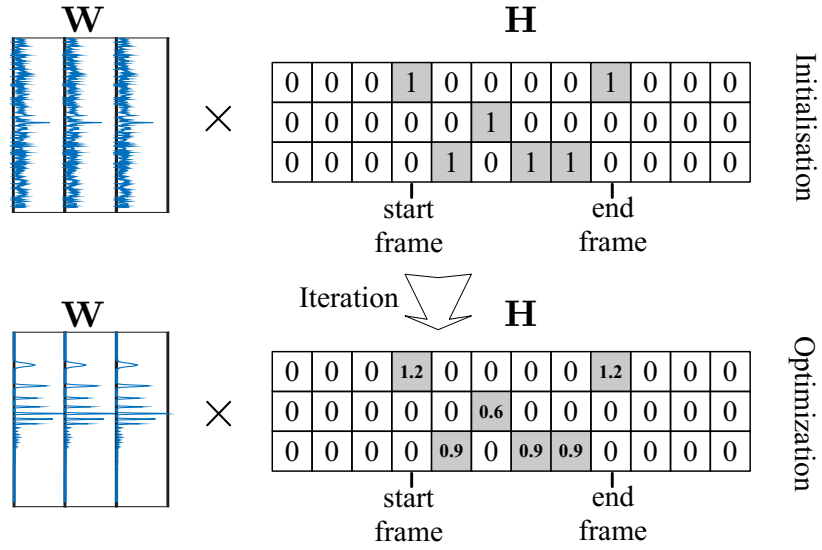 W
H
× 0 0 0 1 0 0 0 0 1 0 0 0
0 0 0 0 0 1 0 0 0 0 0 0
0 0 0 0 1 0 1 1 0 0 0 0
Initialisation
start end
frame frame
Iteration
W
H
× 0 0 0 1.2 0 0 0 0 1.2 0 0 0
0 0 0 0 0 0.6 0 0 0 0 0 0
0 0 0 0 0.9 0 0.9 0.9 0 0 0 0
Optimization
start end
frame frame